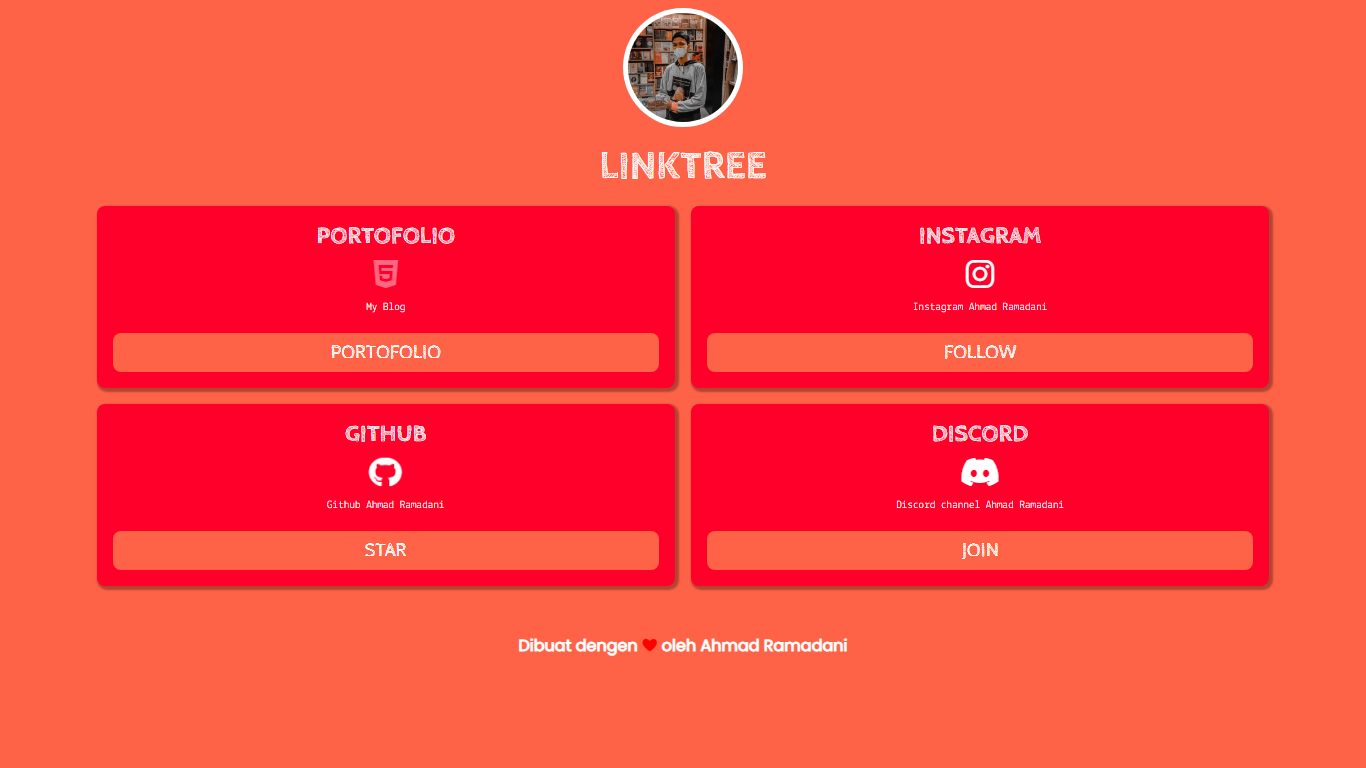 LINKTREE
PORTOFOLIO
My Blog
PORTOFOLIO
INSTAGRAM
Instagram Ahmad Ramadani
FOLLOW
GITHUB
Github Ahmad Ramadani
STAR
DISCORD
Discord channel Ahmad Ramadani
JOIN
Dibuat dengen ❤ oleh Ahmad Ramadani